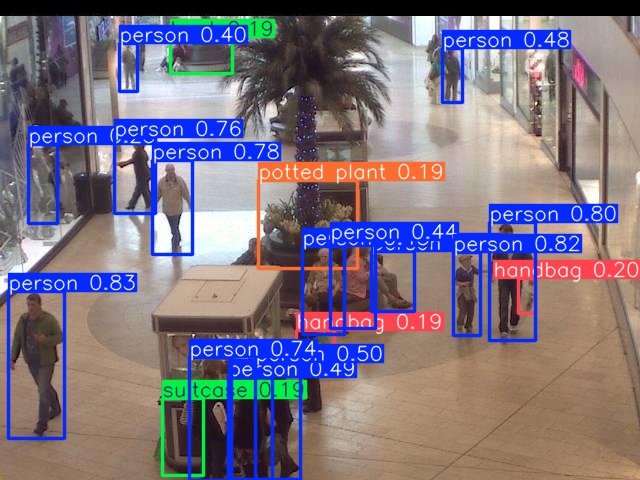 person 0.40
0.19
person 0.48
person 0.76
person 0.78
potted plant 0.19
person 0.80
person 0.44
person 0.82
handbag 0.20
person 0.83
handbag 0.19
person 0.74
0.50
person 0.49
suitcase 0.19